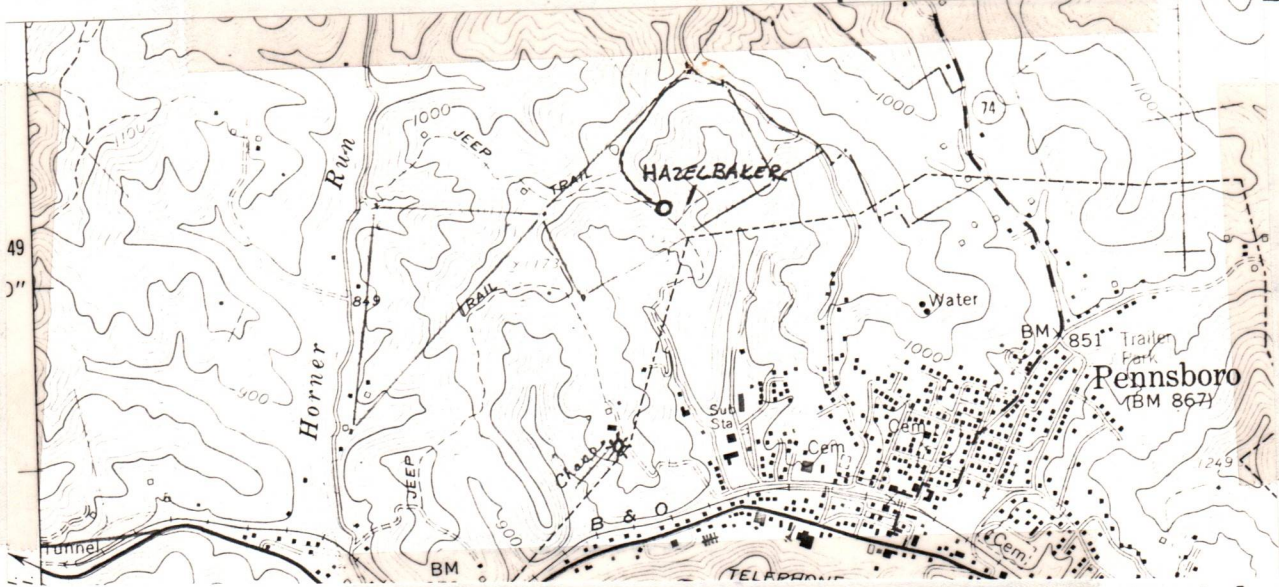 1000
1000
1100
74
1100
JEEP
Run
TRAIL
HAZELBAKER
49
0"
849
TRAIL
Water
BM 851 Trailer
Park
1000
Pennsboro
(BM 867)
900
Horner
Sub
Sta
Cem
Cem
1249
JEEP
900
B & O
Tunnel
BM
Cem
TELEPHONE